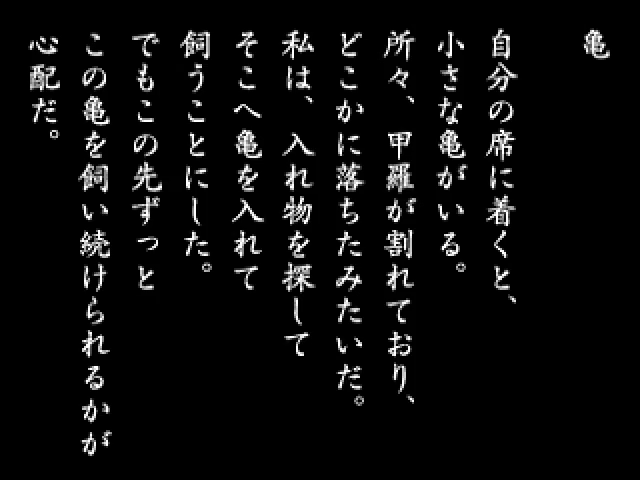 亀
自分の席に着くと、
小さな亀がいる。
所々、甲羅が割れており、
どこかに落ちたみたいだ。
私は、入れ物を探して
そこへ亀を入れて
飼うことにした。
でもこの先ずっと
この亀を飼い続けられるかが
心配だ。